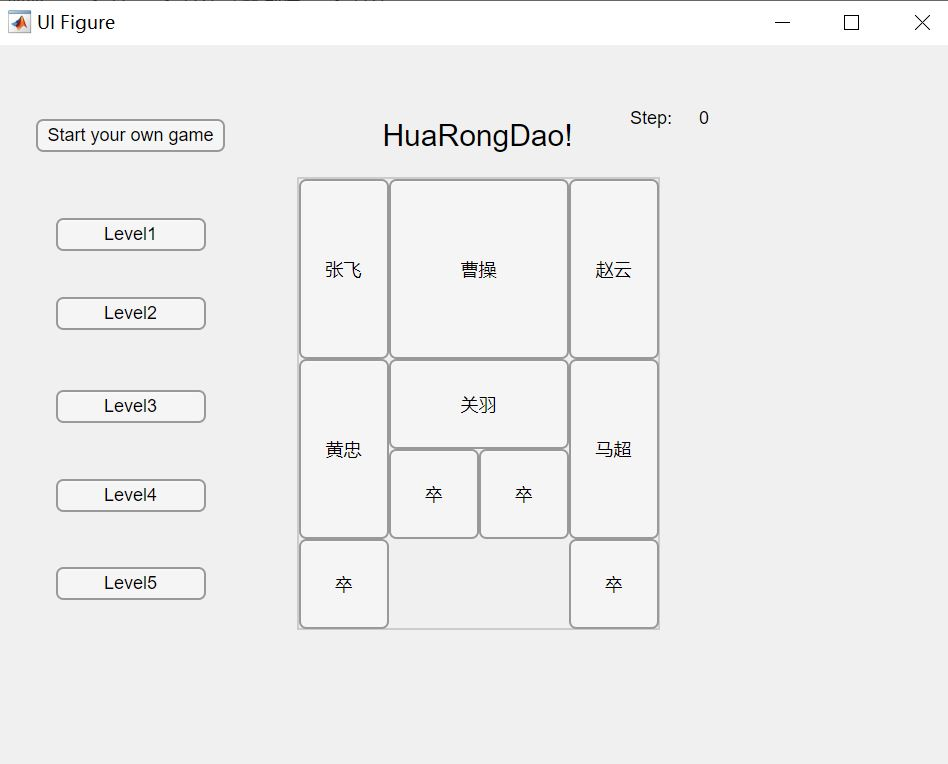 UI Figure
Start your own game
HuaRongDao!
Step: 0
Level1
Level2
Level3
Level4
Level5
张飞
曹操
赵云
黄忠
关羽
马超
卒
卒
卒
卒